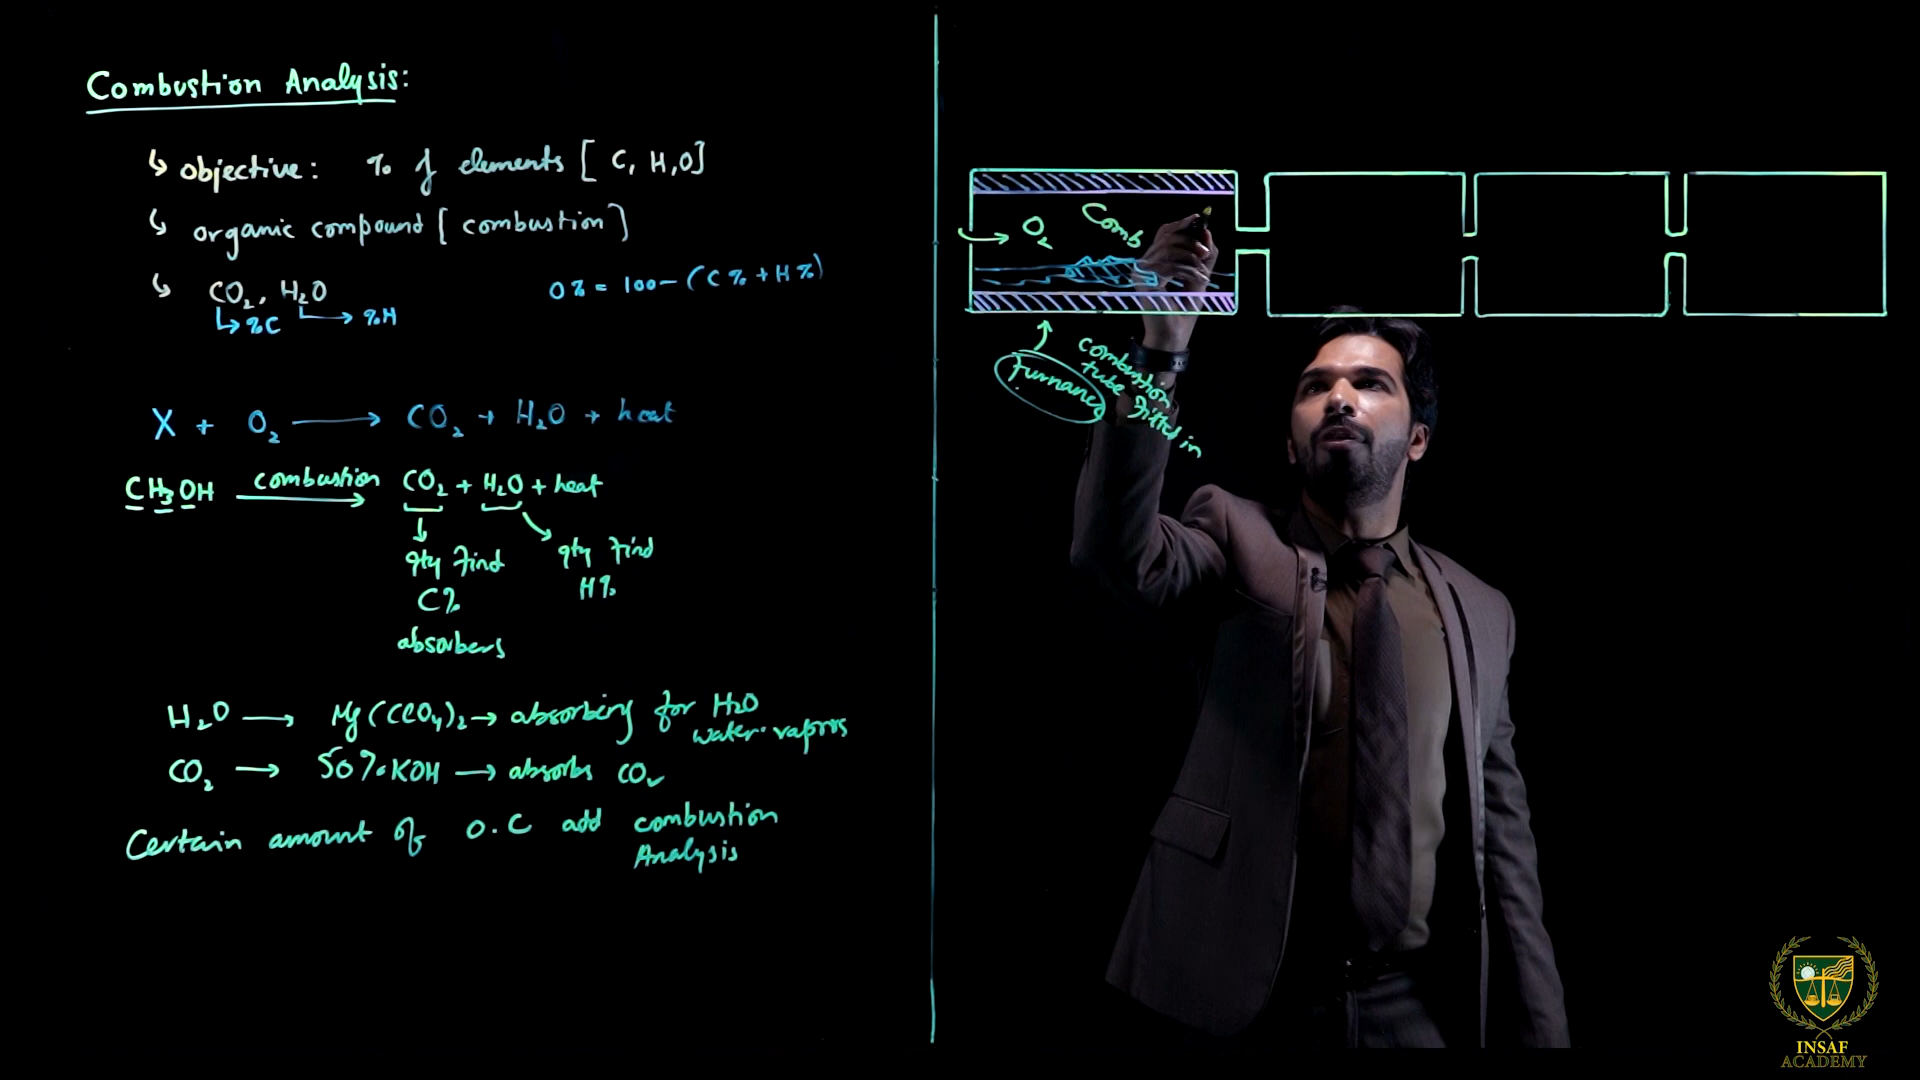 Combustion Analysis:
↳ objective: % of elements [C, H, O]
↳ organic compound [combustion]
↳ CO₂, H₂O
↳ %C → %H
O% = 100 - (C% + H%)
X + O₂ → CO₂ + H₂O + heat
CH₃OH combustion → CO₂ + H₂O + heat
↓ qty find
C%
absorbers
qty find
H%
H₂O → Mg(ClO₄)₂ → absorbing for H₂O
water vapors
CO₂ → 50% KOH → absorbs CO₂
Certain amount of O.C add combustion
Analysis
→ O₂ Comb
combustion
tube fitted in
furnance
INSAF
ACADEMY